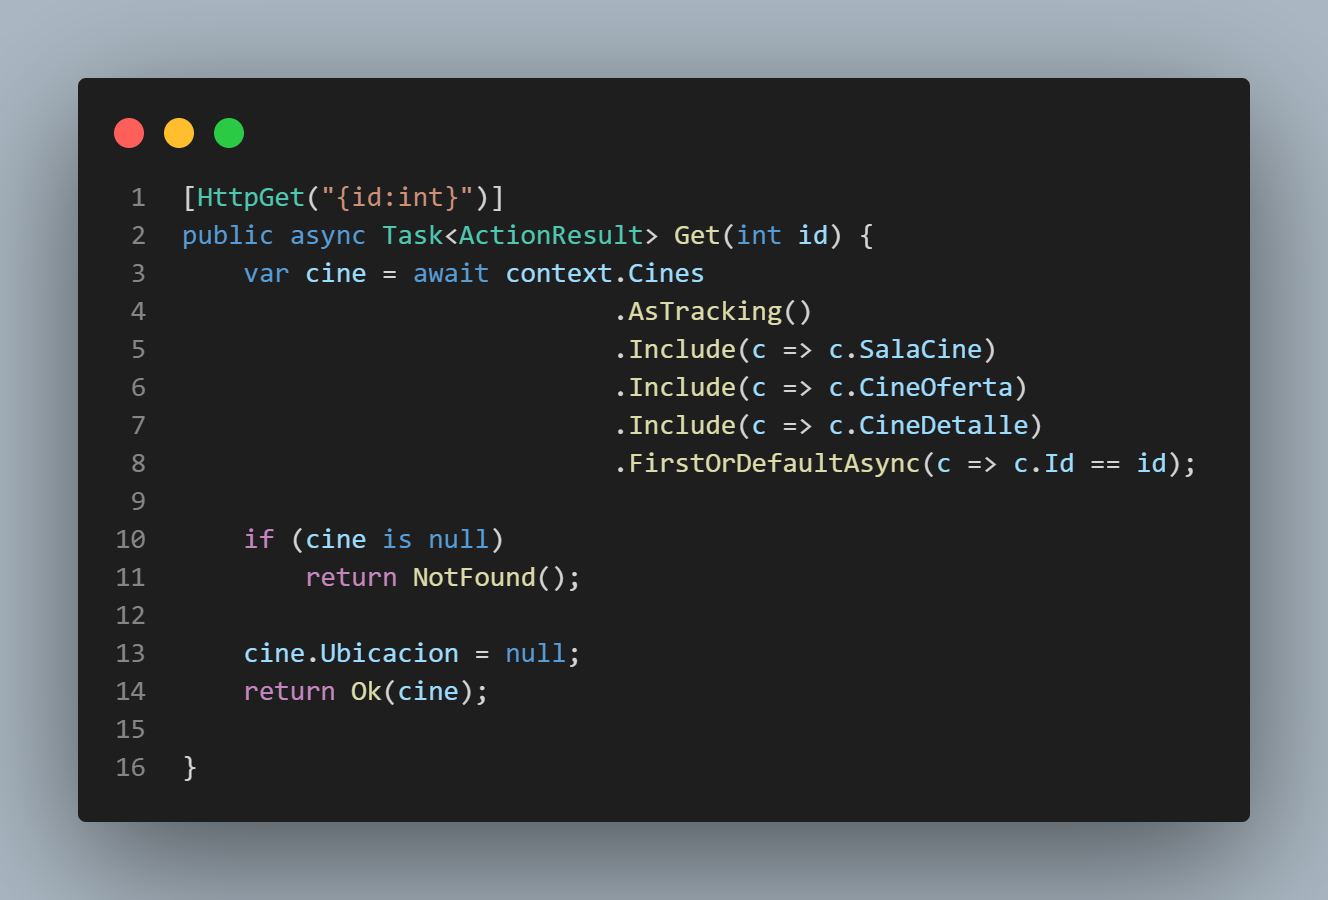 1 [HttpGet("{id:int}")]
2 public async Task<ActionResult> Get(int id) {
3     var cine = await context.Cines
4                             .AsTracking()
5                             .Include(c => c.SalaCine)
6                             .Include(c => c.CineOferta)
7                             .Include(c => c.CineDetalle)
8                             .FirstOrDefaultAsync(c => c.Id == id);
9
10     if (cine is null)
11         return NotFound();
12
13     cine.Ubicacion = null;
14     return Ok(cine);
15
16 }